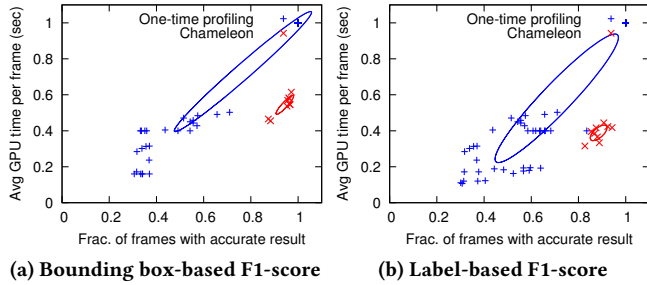 Avg GPU time per frame (sec)
1
0.8
0.6
0.4
0.2
0
0 0.2 0.4 0.6 0.8 1
One-time profiling
Chameleon
Frac. of frames with accurate result
(a) Bounding box-based F1-score
Avg GPU time per frame (sec)
1
0.8
0.6
0.4
0.2
0
0 0.2 0.4 0.6 0.8 1
One-time profiling
Chameleon
Frac. of frames with accurate result
(b) Label-based F1-score